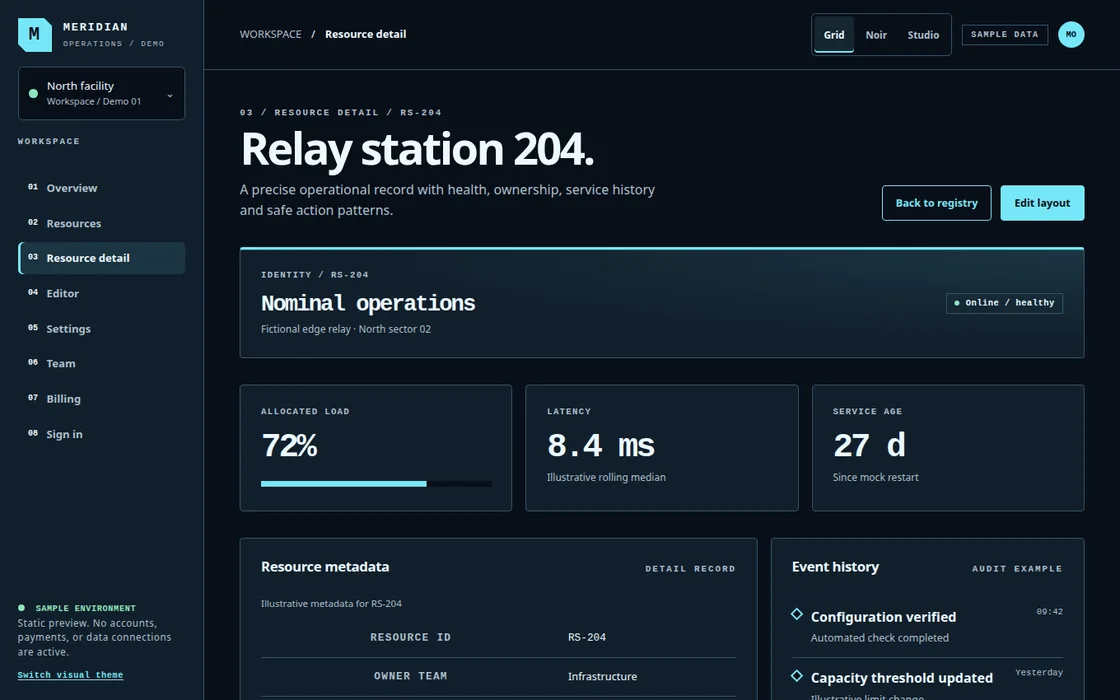 M
MERIDIAN
OPERATIONS / DEMO
North facility
Workspace / Demo 01
WORKSPACE
01 Overview
02 Resources
03 Resource detail
04 Editor
05 Settings
06 Team
07 Billing
08 Sign in
SAMPLE ENVIRONMENT
Static preview. No accounts,
payments, or data connections
are active.
Switch visual theme
WORKSPACE / Resource detail
Grid Noir Studio
SAMPLE DATA
MO
03 / RESOURCE DETAIL / RS-204
Relay station 204.
A precise operational record with health, ownership, service history
and safe action patterns.
Back to registry
Edit layout
IDENTITY / RS-204
Nominal operations
Fictional edge relay · North sector 02
Online / healthy
ALLOCATED LOAD
72%
LATENCY
8.4 ms
Illustrative rolling median
SERVICE AGE
27 d
Since mock restart
Resource metadata
DETAIL RECORD
Illustrative metadata for RS-204
RESOURCE ID RS-204
OWNER TEAM Infrastructure
Event history
AUDIT EXAMPLE
Configuration verified 09:42
Automated check completed
Capacity threshold updated Yesterday
Illustrative limit change